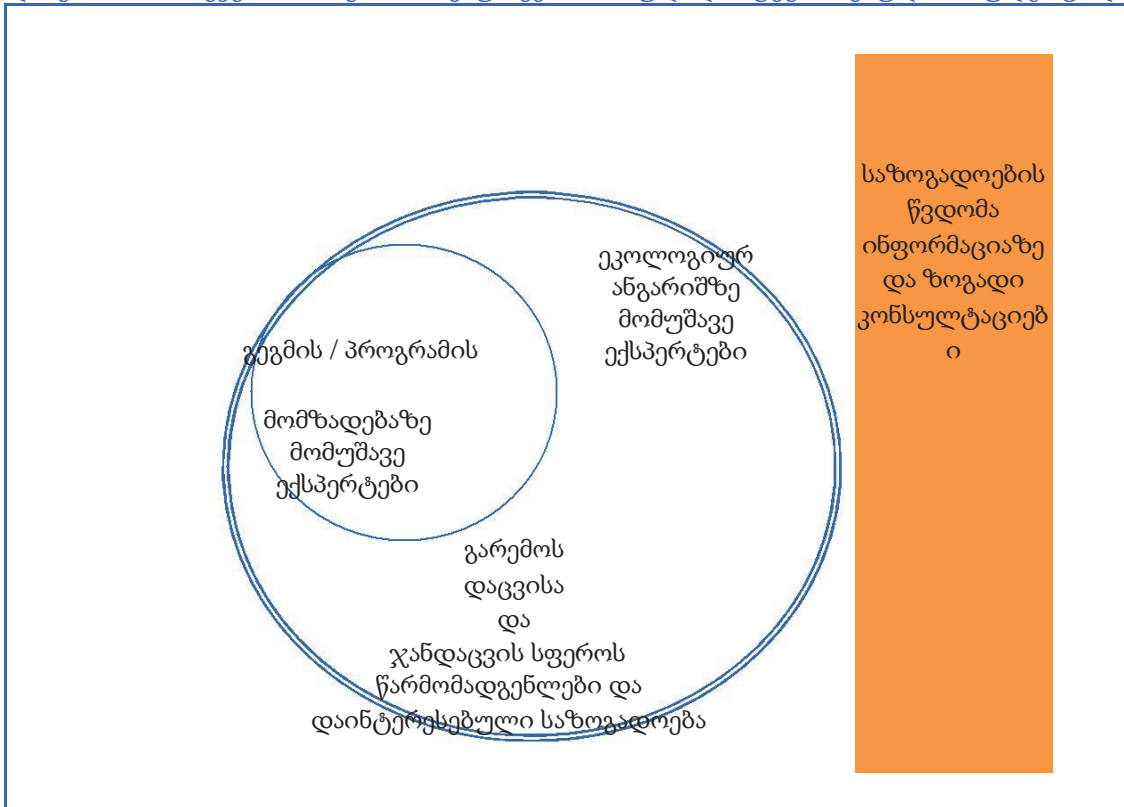 გეგმის / პროგრამის
მომზადებაზე
მომუშავე
ექსპერტები
ეკოლოგიურ
ანგარიშზე
მომუშავე
ექსპერტები
გარემოს
დაცვისა
და
ჯანდაცვის სფეროს
წარმომადგენლები და
დაინტერესებული საზოგადოება
საზოგადოების
წვდომა
ინფორმაციაზე
და ზოგადი
კონსულტაციებ
ი